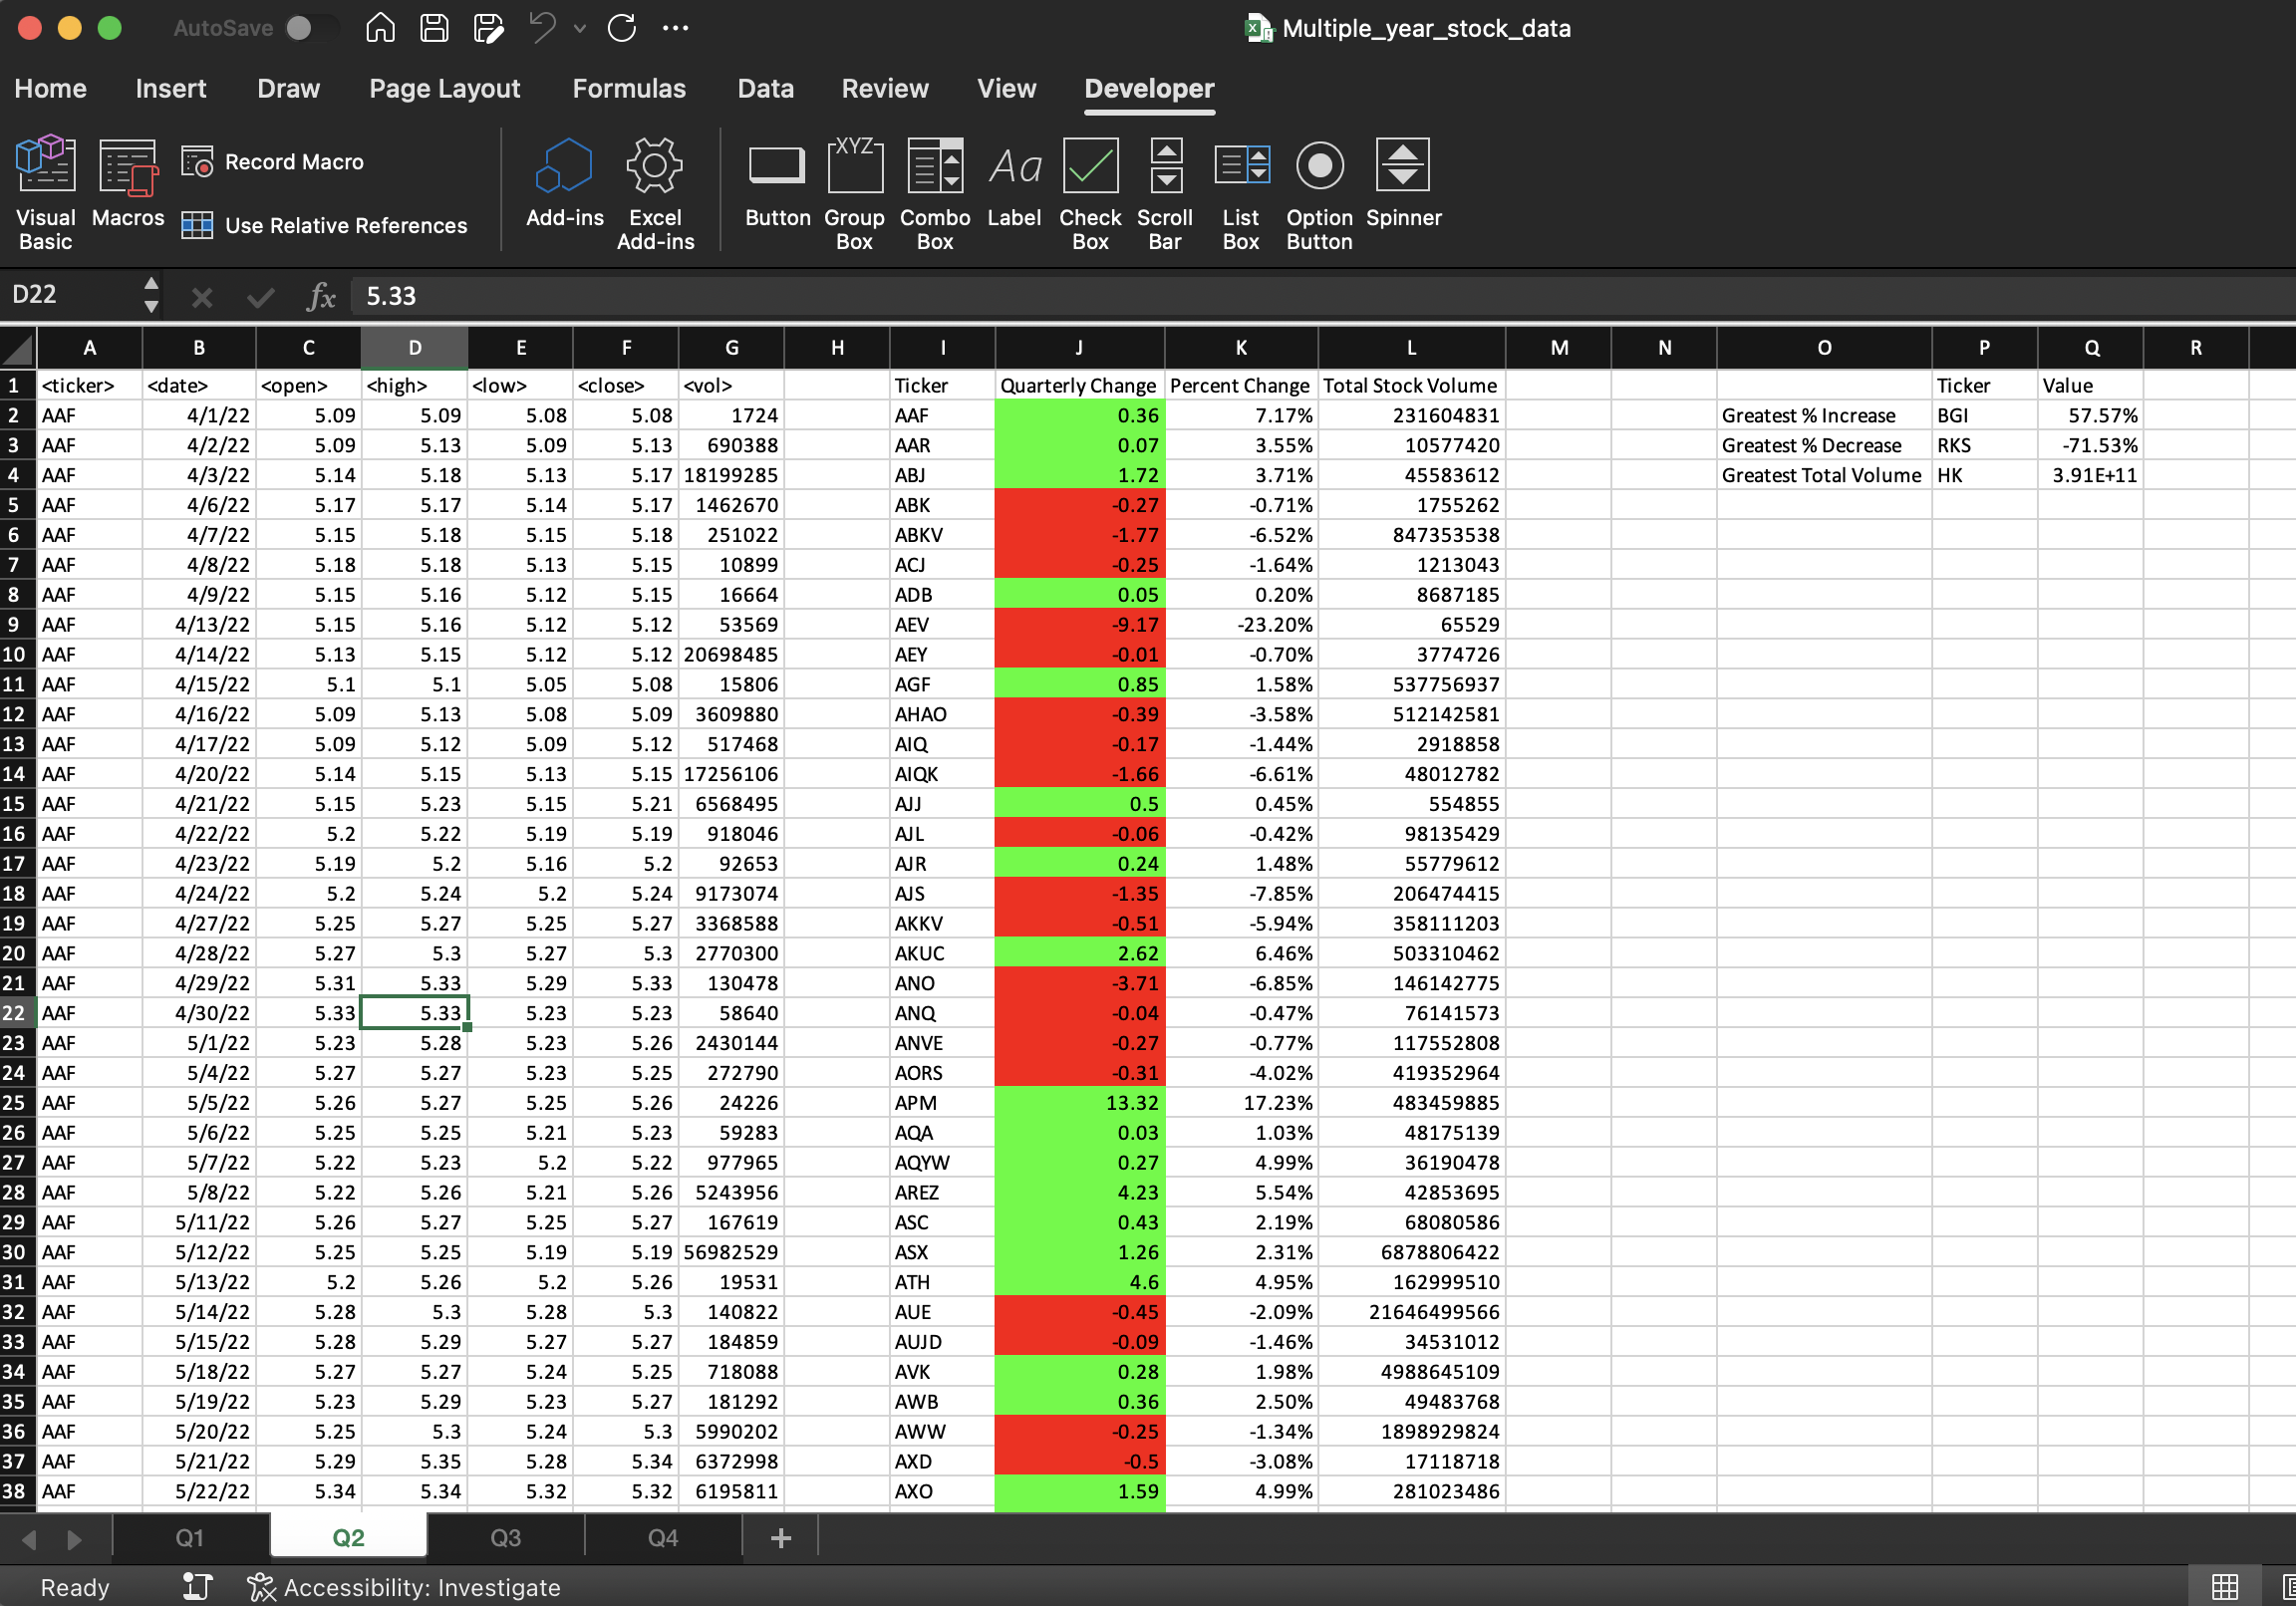 AutoSave Multiple_year_stock_data
Home Insert Draw Page Layout Formulas Data Review View Developer
Visual Basic Macros Record Macro Use Relative References Add-ins Excel Add-ins Button XYZ Group Box Combo Box Aa Label Check Box Scroll Bar List Box Option Button Spinner
D22 fx 5.33
A B C D E F G H I J K L M N O P Q R
1 <ticker> <date> <open> <high> <low> <close> <vol> Ticker Quarterly Change Percent Change Total Stock Volume Ticker Value
2 AAF 4/1/22 5.09 5.09 5.08 5.08 1724 AAF 0.36 7.17% 231604831 Greatest % Increase BGI 57.57%
3 AAF 4/2/22 5.09 5.13 5.09 5.13 690388 AAR 0.07 3.55% 10577420 Greatest % Decrease RKS -71.53%
4 AAF 4/3/22 5.14 5.18 5.13 5.17 18199285 ABJ 1.72 3.71% 45583612 Greatest Total Volume HK 3.91E+11
5 AAF 4/6/22 5.17 5.17 5.14 5.17 1462670 ABK -0.27 -0.71% 1755262
6 AAF 4/7/22 5.15 5.18 5.15 5.18 251022 ABKV -1.77 -6.52% 847353538
7 AAF 4/8/22 5.18 5.18 5.13 5.15 10899 ACJ -0.25 -1.64% 1213043
8 AAF 4/9/22 5.15 5.16 5.12 5.15 16664 ADB 0.05 0.20% 8687185
9 AAF 4/13/22 5.15 5.16 5.12 5.12 53569 AEV -9.17 -23.20% 65529
10 AAF 4/14/22 5.13 5.15 5.12 5.12 20698485 AEY -0.01 -0.70% 3774726
11 AAF 4/15/22 5.1 5.1 5.05 5.08 15806 AGF 0.85 1.58% 537756937
12 AAF 4/16/22 5.09 5.13 5.08 5.09 3609880 AHAO -0.39 -3.58% 512142581
13 AAF 4/17/22 5.09 5.12 5.09 5.12 517468 AIQ -0.17 -1.44% 2918858
14 AAF 4/20/22 5.14 5.15 5.13 5.15 17256106 AIQK -1.66 -6.61% 48012782
15 AAF 4/21/22 5.15 5.23 5.15 5.21 6568495 AJJ 0.5 0.45% 554855
16 AAF 4/22/22 5.2 5.22 5.19 5.19 918046 AJL -0.06 -0.42% 98135429
17 AAF 4/23/22 5.19 5.2 5.16 5.2 92653 AJR 0.24 1.48% 55779612
18 AAF 4/24/22 5.2 5.24 5.2 5.24 9173074 AJS -1.35 -7.85% 206474415
19 AAF 4/27/22 5.25 5.27 5.25 5.27 3368588 AKKV -0.51 -5.94% 358111203
20 AAF 4/28/22 5.27 5.3 5.27 5.3 2770300 AKUC 2.62 6.46% 503310462
21 AAF 4/29/22 5.31 5.33 5.29 5.33 130478 ANO -3.71 -6.85% 146142775
22 AAF 4/30/22 5.33 5.33 5.23 5.23 58640 ANQ -0.04 -0.47% 76141573
23 AAF 5/1/22 5.23 5.28 5.23 5.26 2430144 ANVE -0.27 -0.77% 117552808
24 AAF 5/4/22 5.27 5.27 5.23 5.25 272790 AORS -0.31 -4.02% 419352964
25 AAF 5/5/22 5.26 5.27 5.25 5.26 24226 APM 13.32 17.23% 483459885
26 AAF 5/6/22 5.25 5.25 5.21 5.23 59283 AQA 0.03 1.03% 48175139
27 AAF 5/7/22 5.22 5.23 5.2 5.22 977965 AQYW 0.27 4.99% 36190478
28 AAF 5/8/22 5.22 5.26 5.21 5.26 5243956 AREZ 4.23 5.54% 42853695
29 AAF 5/11/22 5.26 5.27 5.25 5.27 167619 ASC 0.43 2.19% 68080586
30 AAF 5/12/22 5.25 5.25 5.19 5.19 56982529 ASX 1.26 2.31% 6878806422
31 AAF 5/13/22 5.2 5.26 5.2 5.26 19531 ATH 4.6 4.95% 162999510
32 AAF 5/14/22 5.28 5.3 5.28 5.3 140822 AUE -0.45 -2.09% 21646499566
33 AAF 5/15/22 5.28 5.29 5.27 5.27 184859 AUJD -0.09 -1.46% 34531012
34 AAF 5/18/22 5.27 5.27 5.24 5.25 718088 AVK 0.28 1.98% 4988645109
35 AAF 5/19/22 5.23 5.29 5.23 5.27 181292 AWB 0.36 2.50% 49483768
36 AAF 5/20/22 5.25 5.3 5.24 5.3 5990202 AWW -0.25 -1.34% 1898929824
37 AAF 5/21/22 5.29 5.35 5.28 5.34 6372998 AXD -0.5 -3.08% 17118718
38 AAF 5/22/22 5.34 5.34 5.32 5.32 6195811 AXO 1.59 4.99% 281023486
Q1 Q2 Q3 Q4 +
Ready Accessibility: Investigate